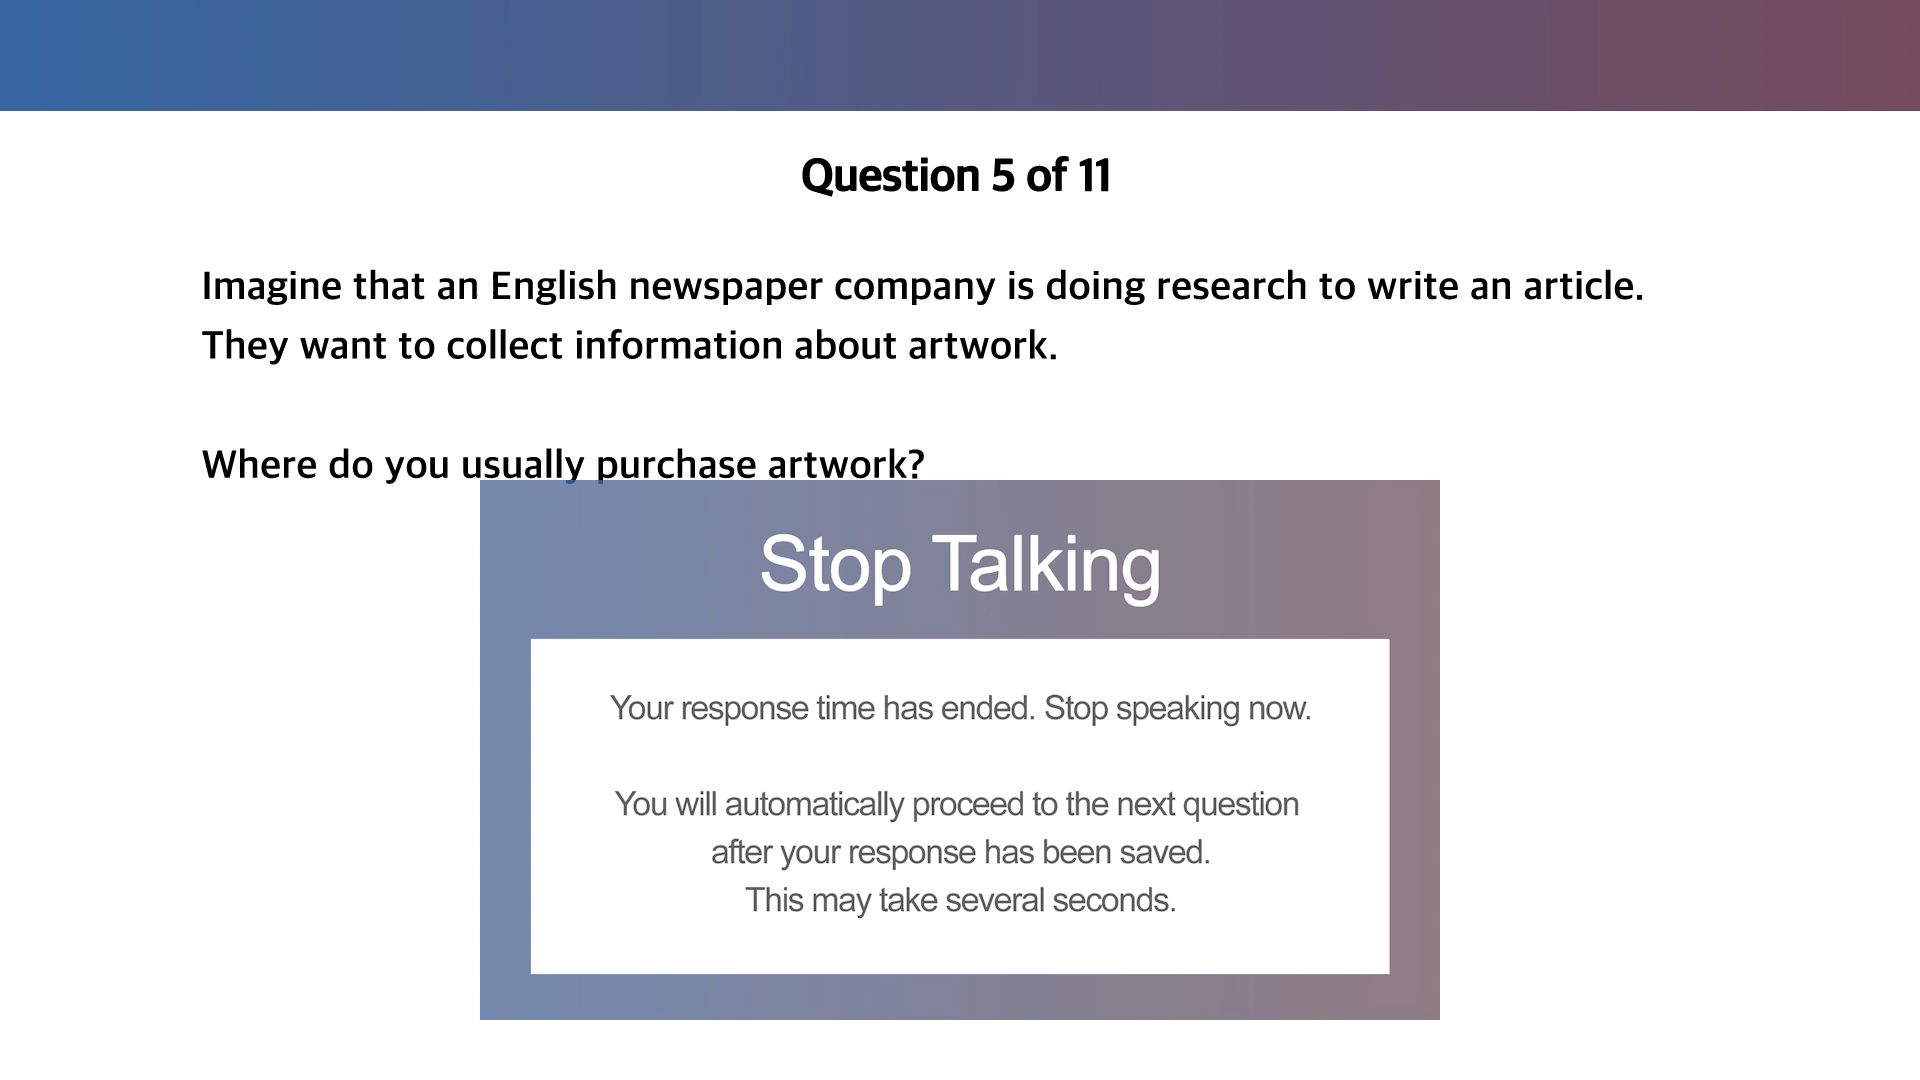 Question 5 of 11
Imagine that an English newspaper company is doing research to write an article.
They want to collect information about artwork.
Where do you usually purchase artwork?
Stop Talking
Your response time has ended. Stop speaking now.
You will automatically proceed to the next question
after your response has been saved.
This may take several seconds.